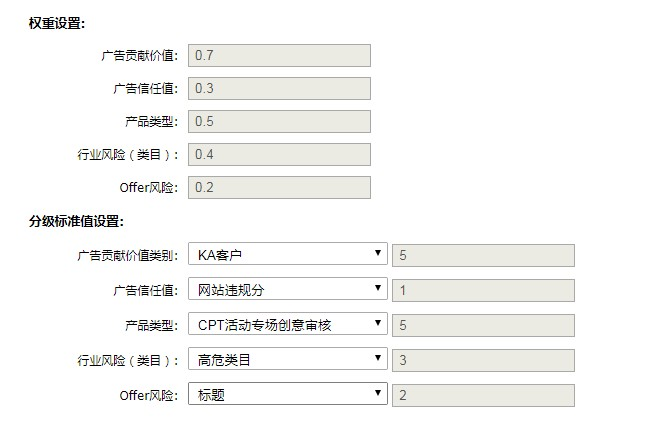 权重设置：
广告贡献价值： 0.7
广告信任值： 0.3
产品类型： 0.5
行业风险（类目）： 0.4
Offer风险： 0.2
分级标准值设置：
广告贡献价值类别： KA客户 5
广告信任值： 网站违规分 1
产品类型： CPT活动专场创意审核 5
行业风险（类目）： 高危类目 3
Offer风险： 标题 2